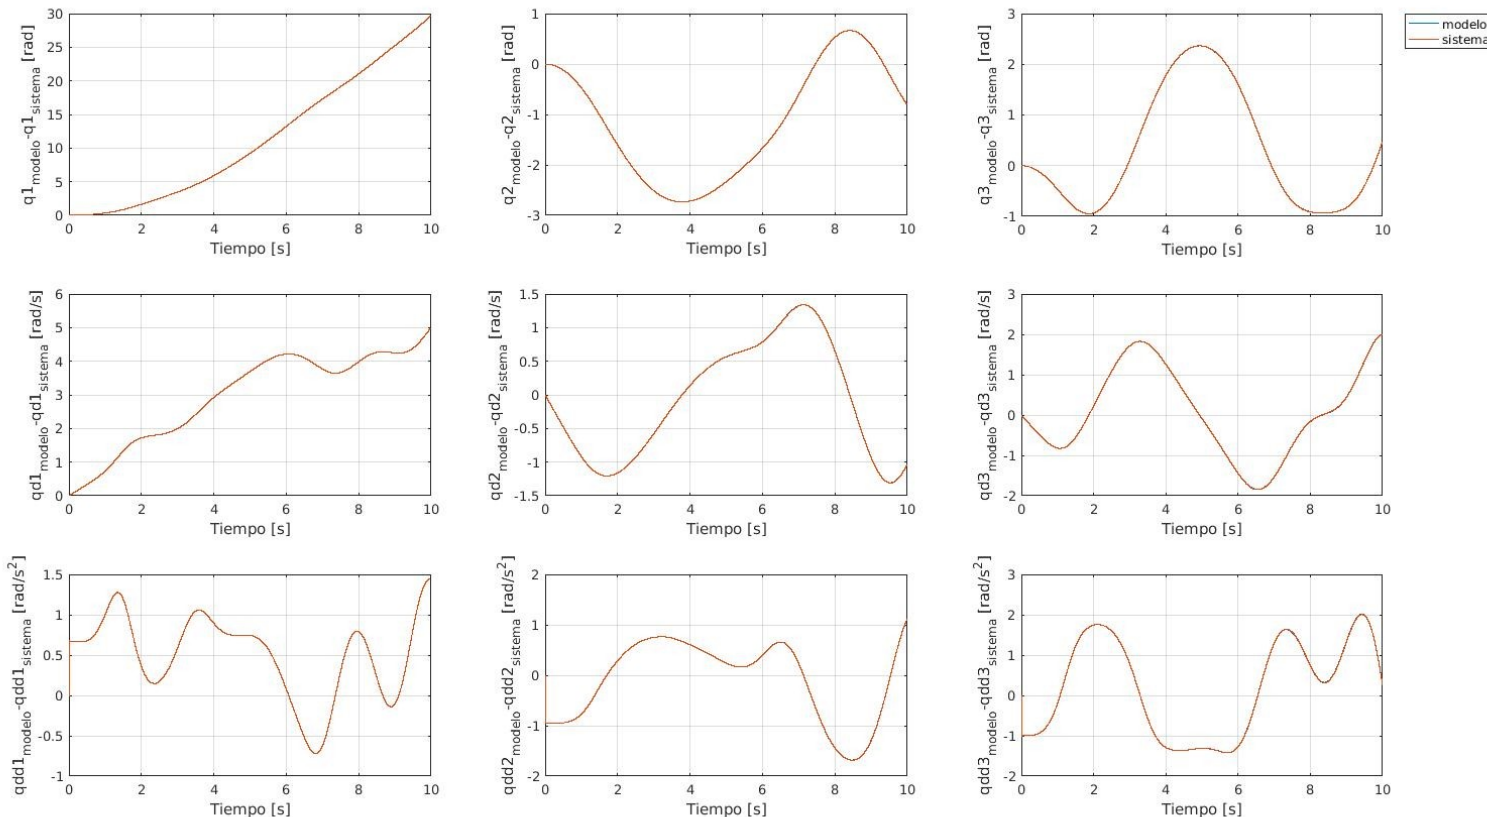 q1modelo-q1sistema [rad]
30
25
20
15
10
5
0
0 2 4 6 8 10
Tiempo [s]
q2modelo-q2sistema [rad]
1
0
-1
-2
-3
0 2 4 6 8 10
Tiempo [s]
q3modelo-q3sistema [rad]
3
2
1
0
-1
0 2 4 6 8 10
Tiempo [s]
modelo
sistema
qd1modelo-qd1sistema [rad/s]
6
5
4
3
2
1
0
0 2 4 6 8 10
Tiempo [s]
qd2modelo-qd2sistema [rad/s]
1.5
1
0.5
0
-0.5
-1
-1.5
0 2 4 6 8 10
Tiempo [s]
qd3modelo-qd3sistema [rad/s]
3
2
1
0
-1
-2
0 2 4 6 8 10
Tiempo [s]
qdd1modelo-qdd1sistema [rad/s²]
1.5
1
0.5
0
-0.5
-1
0 2 4 6 8 10
Tiempo [s]
qdd2modelo-qdd2sistema [rad/s²]
2
1
0
-1
-2
0 2 4 6 8 10
Tiempo [s]
qdd3modelo-qdd3sistema [rad/s²]
3
2
1
0
-1
-2
0 2 4 6 8 10
Tiempo [s]